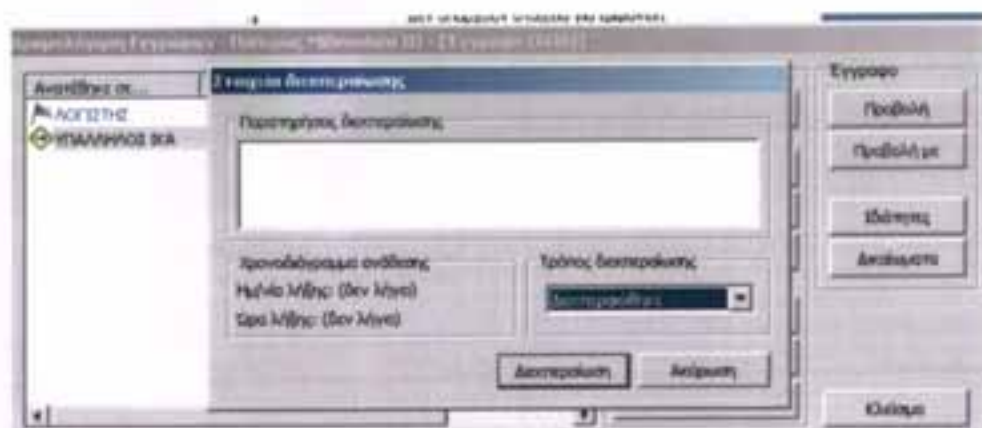 Ανατέθηκε σε...
ΛΟΓΙΣΤΗΣ
ΥΠΑΛΛΗΛΟΣ ΙΚΑ
Στοιχεία διεκπεραίωσης
Παρατηρήσεις διεκπεραίωσης
Χρονοδιάγραμμα ανάθεσης
Ημ/νία λήξης: (δεν λήγει)
Ώρα λήξης: (δεν λήγει)
Τρόπος διεκπεραίωσης
Διεκπεραιώθηκε
Διεκπεραίωση
Ακύρωση
Έγγραφο
Προβολή
Προβολή με
Ιδιότητες
Δικαιώματα
Κλείσιμο